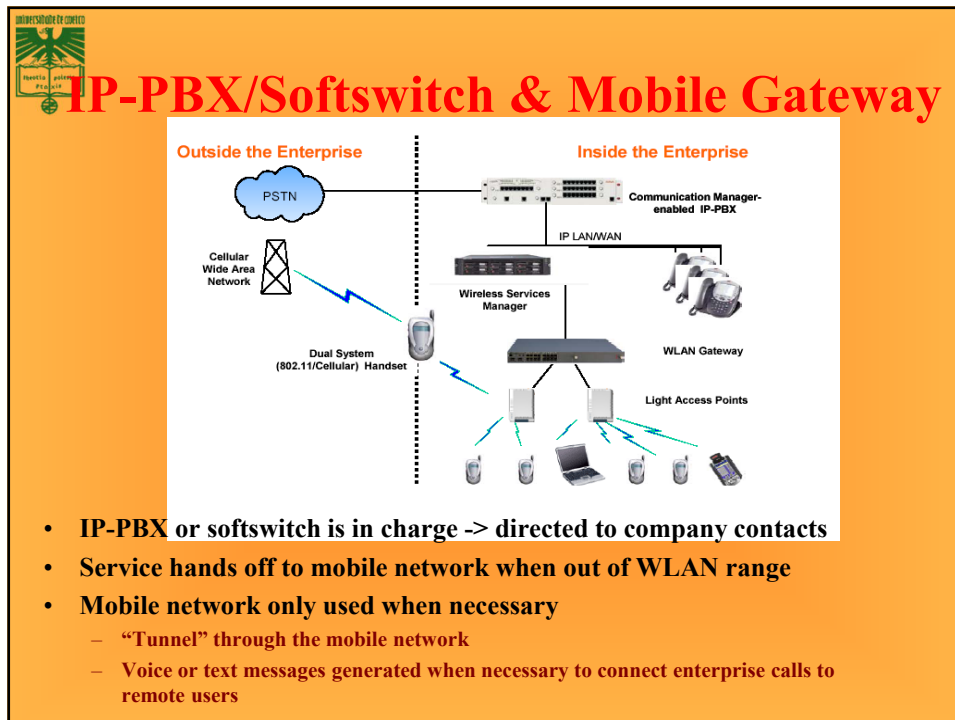 UNIVERSIDADE DE COIMBRA
IP-PBX/Softswitch & Mobile Gateway
Outside the Enterprise
Inside the Enterprise
PSTN
Communication Manager-
enabled IP-PBX
IP LAN/WAN
Cellular
Wide Area
Network
Wireless Services
Manager
Dual System
(802.11/Cellular) Handset
WLAN Gateway
Light Access Points
• IP-PBX or softswitch is in charge -> directed to company contacts
• Service hands off to mobile network when out of WLAN range
• Mobile network only used when necessary
– “Tunnel” through the mobile network
– Voice or text messages generated when necessary to connect enterprise calls to
remote users